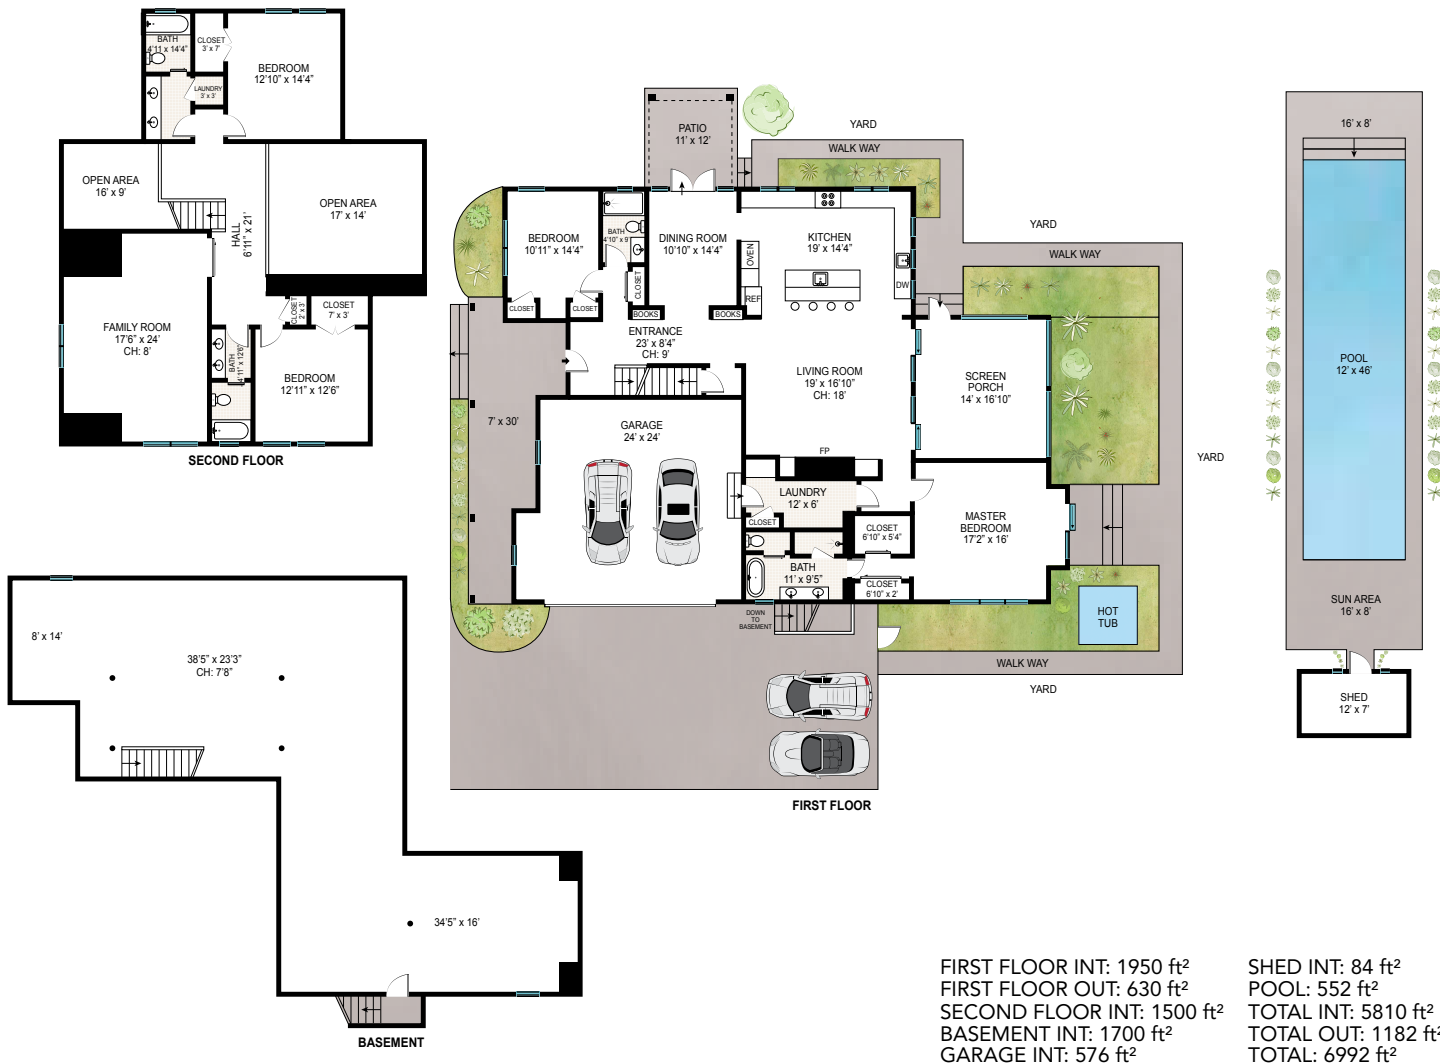 BATH
4'11 x 14'4"
CLOSET
3' x 7'
BEDROOM
12'10" x 14'4"
LAUNDRY
3' x 3'
OPEN AREA
16' x 9'
OPEN AREA
17' x 14'
HALL
6'11" x 21'
FAMILY ROOM
17'6" x 24'
CH: 8'
CLOSET
2' x 3'
CLOSET
7' x 3'
BATH
4'11" x 12'6"
BEDROOM
12'11" x 12'6"
SECOND FLOOR
PATIO
11' x 12'
YARD
WALK WAY
BEDROOM
10'11" x 14'4"
BATH
4'10" x 9'
DINING ROOM
10'10" x 14'4"
KITCHEN
19' x 14'4"
OVEN
REF
DW
YARD
WALK WAY
CLOSET
CLOSET
CLOSET
BOOKS
BOOKS
ENTRANCE
23' x 8'4"
CH: 9'
LIVING ROOM
19' x 16'10"
CH: 18'
SCREEN
PORCH
14' x 16'10"
7' x 30'
GARAGE
24' x 24'
FP
YARD
LAUNDRY
12' x 6'
CLOSET
CLOSET
6'10" x 5'4"
MASTER
BEDROOM
17'2" x 16'
BATH
11' x 9'5"
CLOSET
6'10" x 2'
DOWN
TO
BASEMENT
HOT
TUB
WALK WAY
YARD
FIRST FLOOR
16' x 8'
POOL
12' x 46'
SUN AREA
16' x 8'
SHED
12' x 7'
8' x 14'
38'5" x 23'3"
CH: 7'8"
34'5" x 16'
BASEMENT
FIRST FLOOR INT: 1950 ft²
FIRST FLOOR OUT: 630 ft²
SECOND FLOOR INT: 1500 ft²
BASEMENT INT: 1700 ft²
GARAGE INT: 576 ft²
SHED INT: 84 ft²
POOL: 552 ft²
TOTAL INT: 5810 ft²
TOTAL OUT: 1182 ft²
TOTAL: 6992 ft²